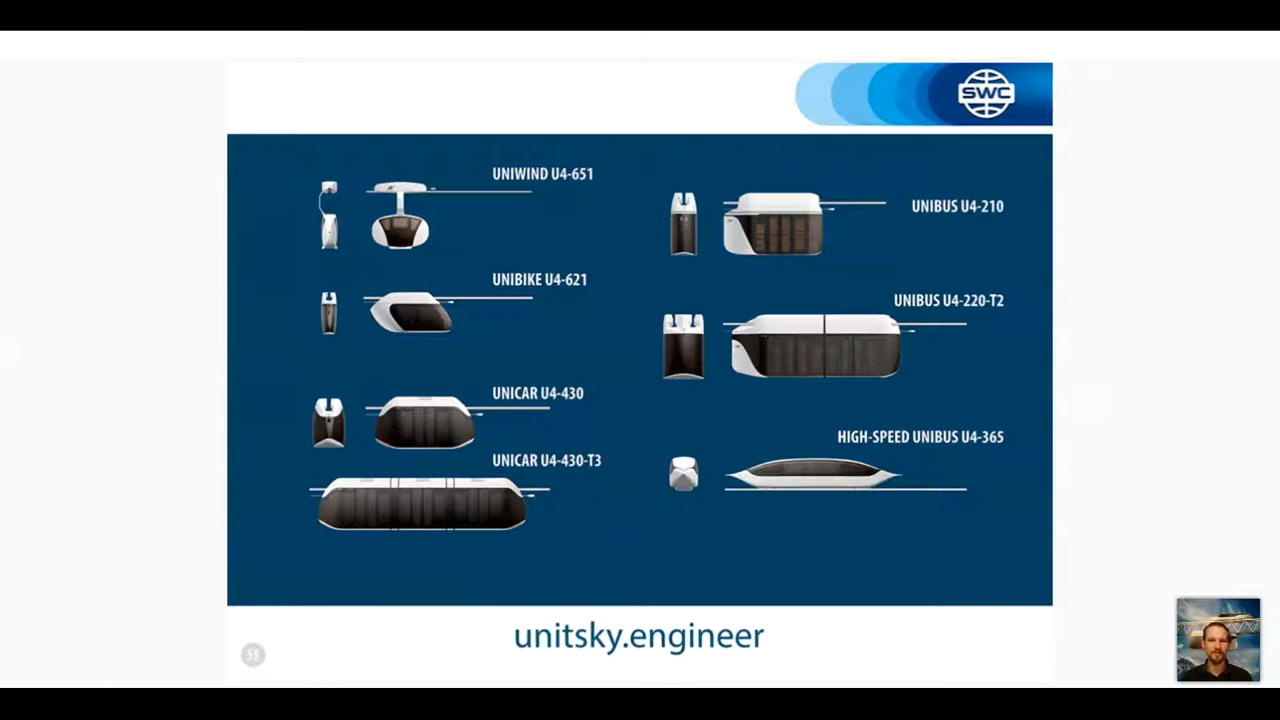 SWC
UNIWIND U4-651
UNIBIKE U4-621
UNICAR U4-430
UNICAR U4-430-T3
UNIBUS U4-210
UNIBUS U4-220-T2
HIGH-SPEED UNIBUS U4-365
unitsky.engineer
55